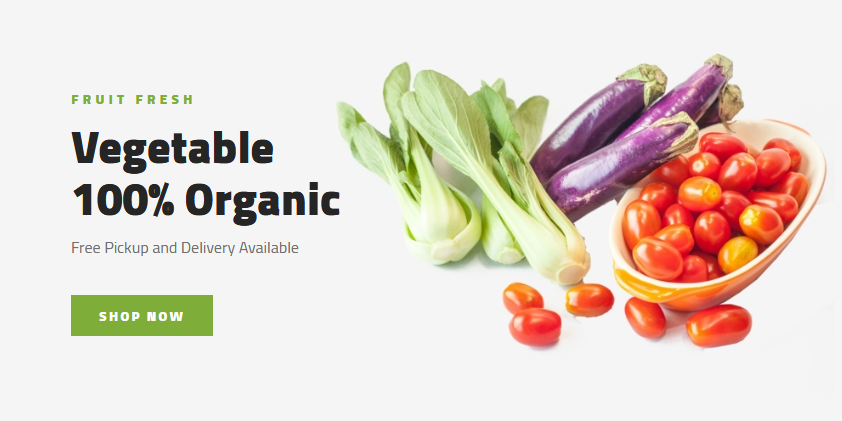 FRUIT FRESH
Vegetable
100% Organic
Free Pickup and Delivery Available
SHOP NOW